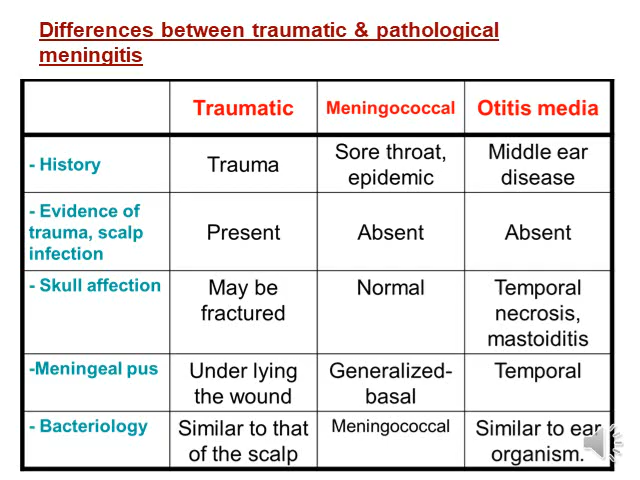 Differences between traumatic & pathological
meningitis
Traumatic Meningococcal Otitis media
- History
Trauma
Sore throat,
epidemic
Middle ear
disease
- Evidence of
trauma, scalp
infection
Present
Absent
Absent
- Skull affection
May be
fractured
Normal
Temporal
necrosis,
mastoiditis
-Meningeal pus
Under lying
the wound
Generalized-
basal
Temporal
- Bacteriology
Similar to that
of the scalp
Meningococcal
Similar to ear
organism.